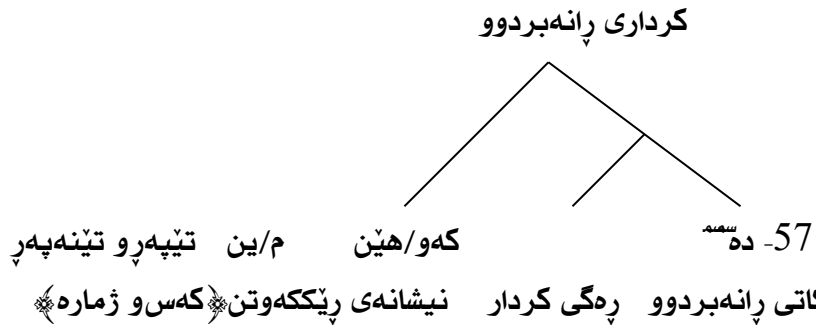 کرداری ڕانەبردوو
57- دە کەو/هێن م/ین تێپەڕو تێنەپەڕ
کاتی ڕانەبردوو ڕەگی کردار نیشانەی ڕێککەوتن﴿کەس‌و ژمارە﴾